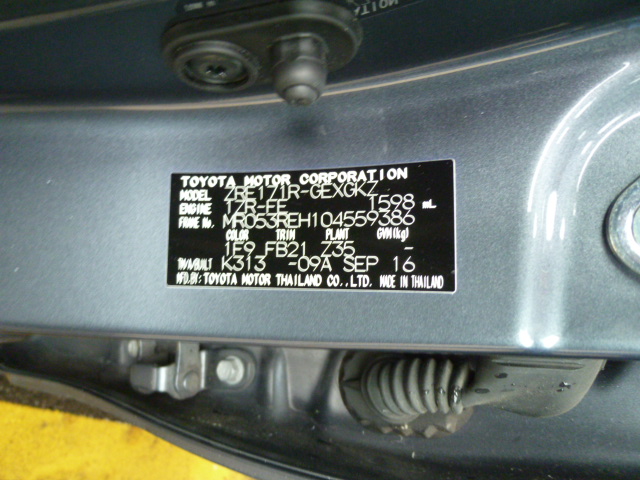 TOYOTA MOTOR CORPORATION
MODEL ZRE171R-GEXGKZ
ENGINE 1ZR-FE 1598 mL
FRAME No. MR053REH104559386
COLOR TRIM PLANT GVM(kg)
1F9 FB21 Z35 -
T/A/BUILT K313 -09A SEP 16
MFD.BY:TOYOTA MOTOR THAILAND CO.,LTD. MADE IN THAILAND